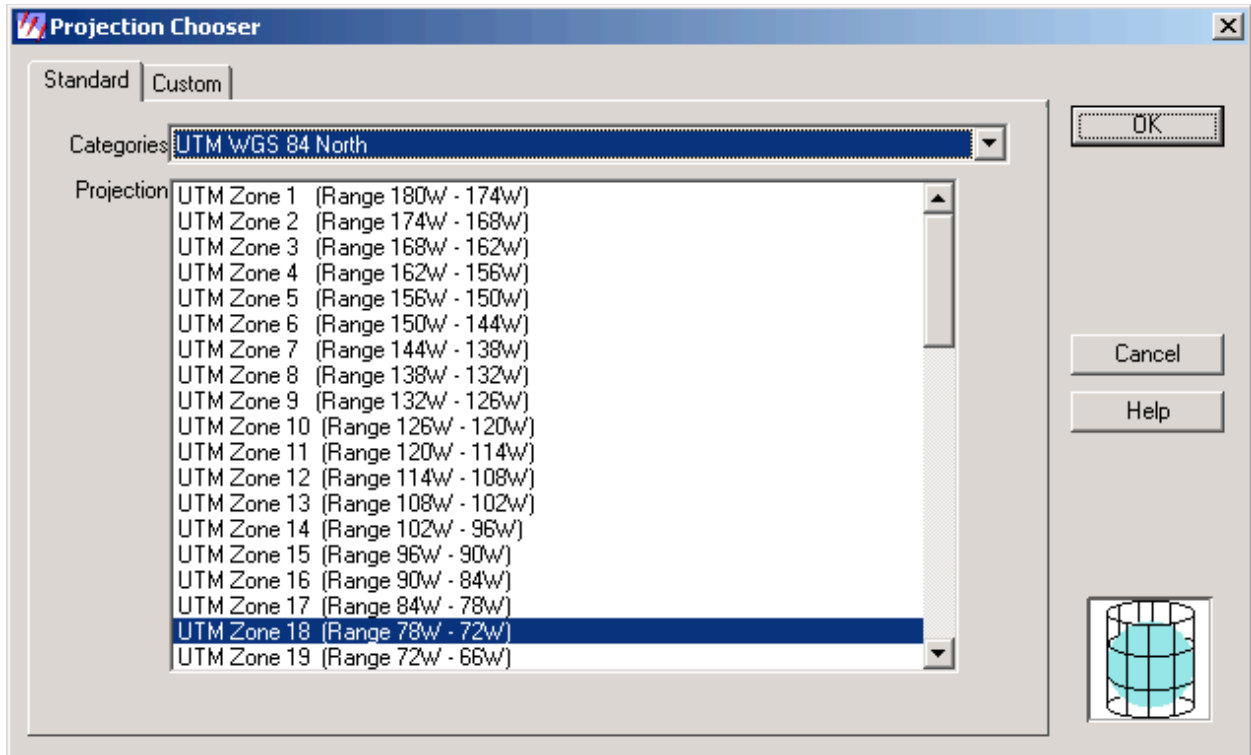 Projection Chooser
Standard
Custom
Categories
UTM WGS 84 North
Projection
UTM Zone 1 (Range 180W - 174W)
UTM Zone 2 (Range 174W - 168W)
UTM Zone 3 (Range 168W - 162W)
UTM Zone 4 (Range 162W - 156W)
UTM Zone 5 (Range 156W - 150W)
UTM Zone 6 (Range 150W - 144W)
UTM Zone 7 (Range 144W - 138W)
UTM Zone 8 (Range 138W - 132W)
UTM Zone 9 (Range 132W - 126W)
UTM Zone 10 (Range 126W - 120W)
UTM Zone 11 (Range 120W - 114W)
UTM Zone 12 (Range 114W - 108W)
UTM Zone 13 (Range 108W - 102W)
UTM Zone 14 (Range 102W - 96W)
UTM Zone 15 (Range 96W - 90W)
UTM Zone 16 (Range 90W - 84W)
UTM Zone 17 (Range 84W - 78W)
UTM Zone 18 (Range 78W - 72W)
UTM Zone 19 (Range 72W - 66W)
OK
Cancel
Help